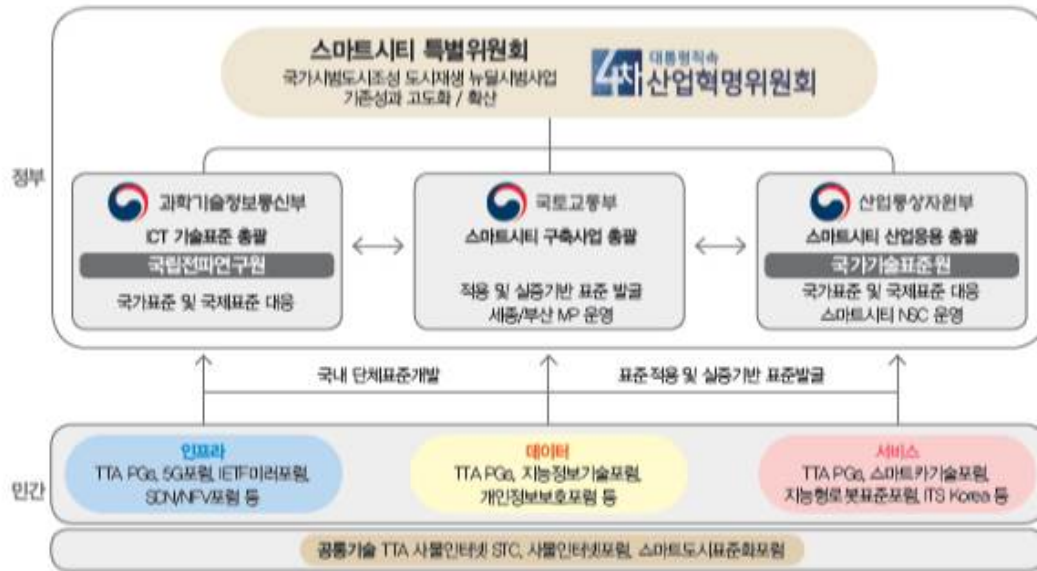 스마트시티 특별위원회
국가시범도시조성 도시재생 뉴딜시범사업
기존성과 고도화 / 확산
대통령직속
4차 산업혁명위원회
정부
과학기술정보통신부
ICT 기술표준 총괄
국립전파연구원
국가표준 및 국제표준 대응
국토교통부
스마트시티 구축사업 총괄
적용 및 실증기반 표준 발굴
세종/부산 MP 운영
산업통상자원부
스마트시티 산업응용 총괄
국가기술표준원
국가표준 및 국제표준 대응
스마트시티 NSC 운영
국내 단체표준개발
표준적용 및 실증기반 표준발굴
민간
인프라
TTA PGs, 5G포럼, IETF미러포럼,
SDN/NFV포럼 등
데이터
TTA PGs, 지능정보기술포럼,
개인정보보호포럼 등
서비스
TTA PGs, 스마트카기술포럼,
지능형로봇표준포럼, ITS Korea 등
공통기술 TTA 사물인터넷 STC, 사물인터넷포럼, 스마트도시표준화포럼